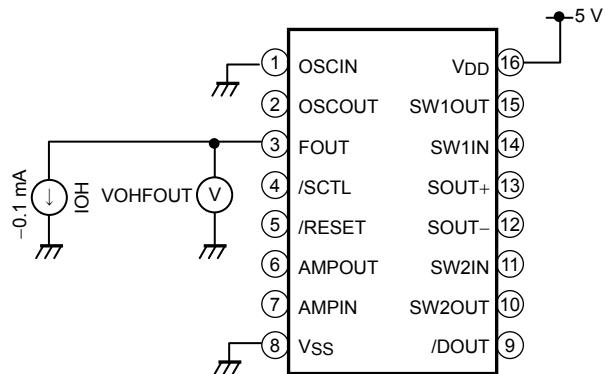 5 V
1 OSCIN VDD 16
2 OSCOUT SW1OUT 15
3 FOUT SW1IN 14
4 /SCTL SOUT+ 13
5 /RESET SOUT− 12
6 AMPOUT SW2IN 11
7 AMPIN SW2OUT 10
8 VSS /DOUT 9
−0.1 mA
IOH
VOHFOUT V